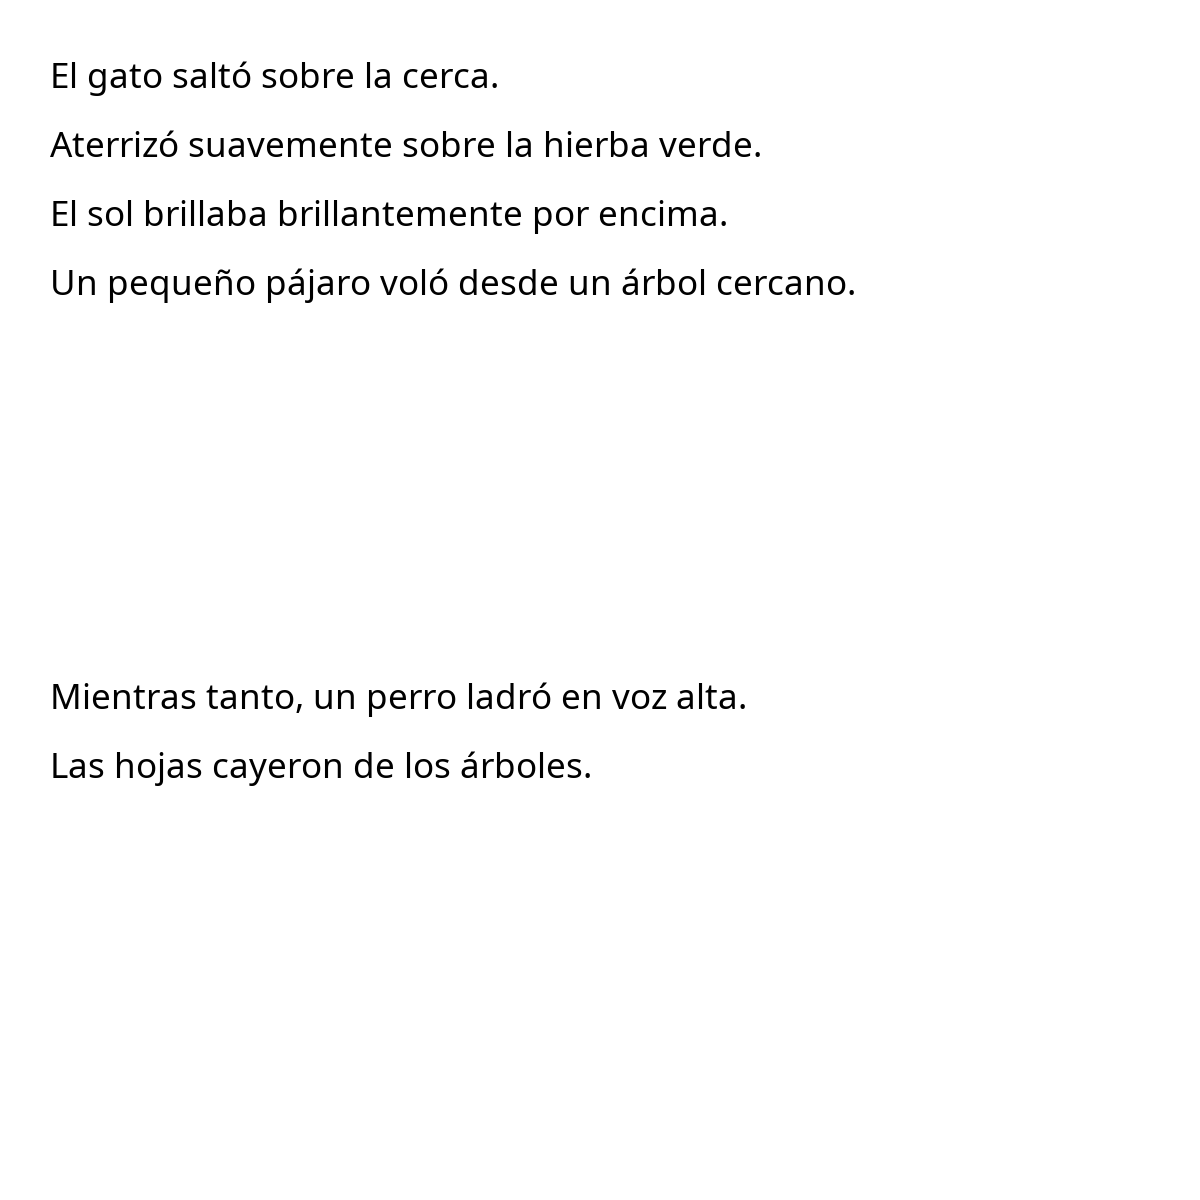 El gato saltó sobre la cerca.
Aterrizó suavemente sobre la hierba verde.
El sol brillaba brillantemente por encima.
Un pequeño pájaro voló desde un árbol cercano.
Mientras tanto, un perro ladró en voz alta.
Las hojas cayeron de los árboles.